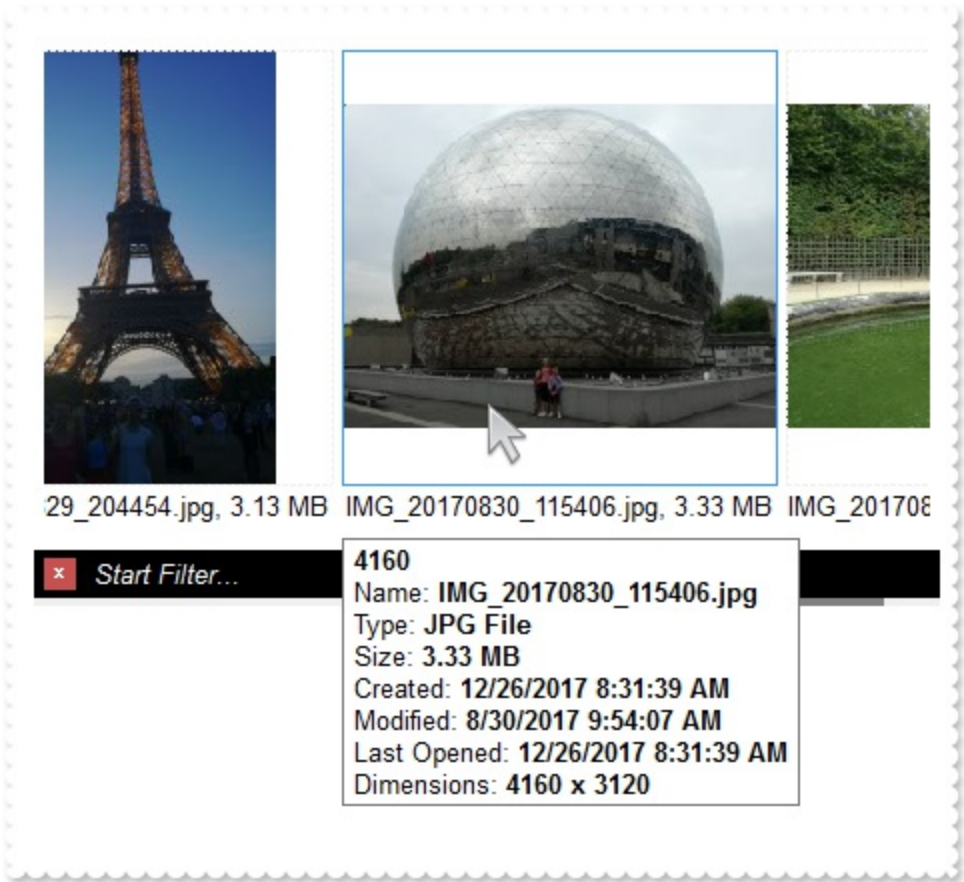 29_204454.jpg, 3.13 MB
IMG_20170830_115406.jpg, 3.33 MB
IMG_201708
x
Start Filter...
4160
Name: IMG_20170830_115406.jpg
Type: JPG File
Size: 3.33 MB
Created: 12/26/2017 8:31:39 AM
Modified: 8/30/2017 9:54:07 AM
Last Opened: 12/26/2017 8:31:39 AM
Dimensions: 4160 x 3120